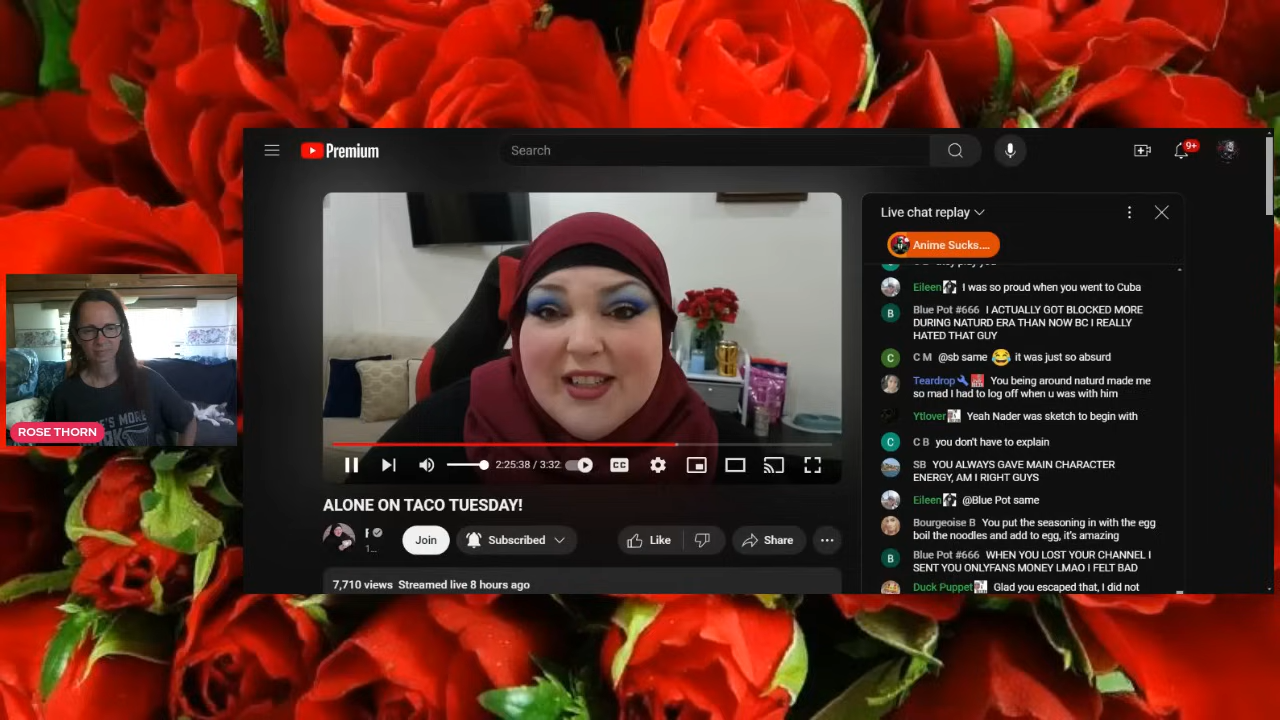 Premium
Search
9+
Live chat replay
Anime Sucks....
Eileen I was so proud when you went to Cuba
Blue Pot #666 I ACTUALLY GOT BLOCKED MORE
DURING NATURD ERA THAN NOW BC I REALLY
HATED THAT GUY
C M @sb same it was just so absurd
Teardrop You being around naturd made me
so mad I had to log off when u was with him
Ytlover Yeah Nader was sketch to begin with
C B you don't have to explain
SB YOU ALWAYS GAVE MAIN CHARACTER
ENERGY, AM I RIGHT GUYS
Eileen @Blue Pot same
Bourgeoise B You put the seasoning in with the egg
boil the noodles and add to egg, it's amazing
Blue Pot #666 WHEN YOU LOST YOUR CHANNEL I
SENT YOU ONLYFANS MONEY LMAO I FELT BAD
Duck Puppet Glad you escaped that, I did not
ROSE THORN
2:25:38 / 3:32
CC
ALONE ON TACO TUESDAY!
1...
Join
Subscribed
Like
Share
7,710 views Streamed live 8 hours ago